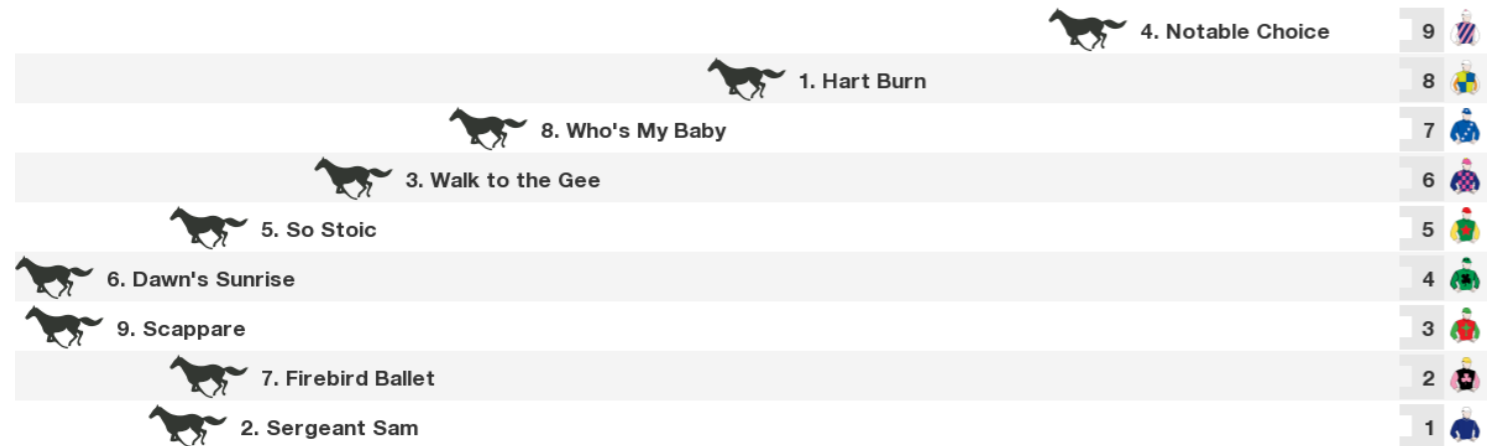 4. Notable Choice 9
1. Hart Burn 8
8. Who's My Baby 7
3. Walk to the Gee 6
5. So Stoic 5
6. Dawn's Sunrise 4
9. Scappare 3
7. Firebird Ballet 2
2. Sergeant Sam 1